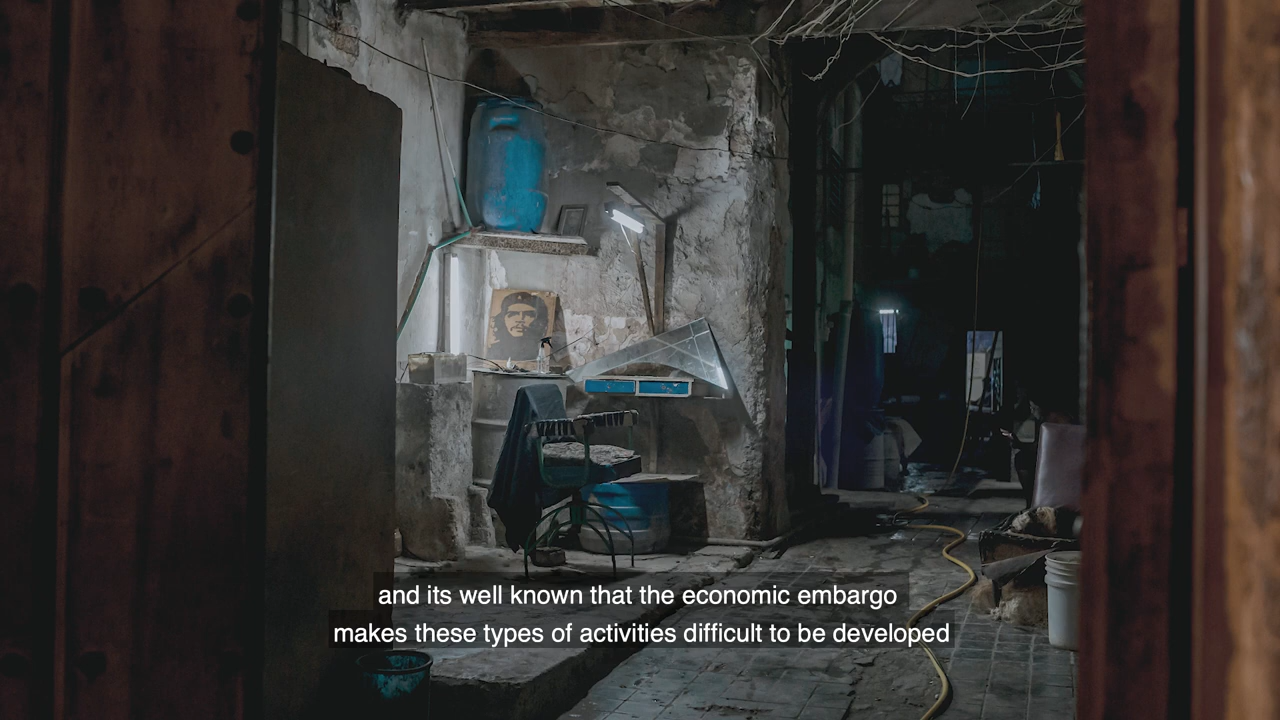 and its well known that the economic embargo
makes these types of activities difficult to be developed